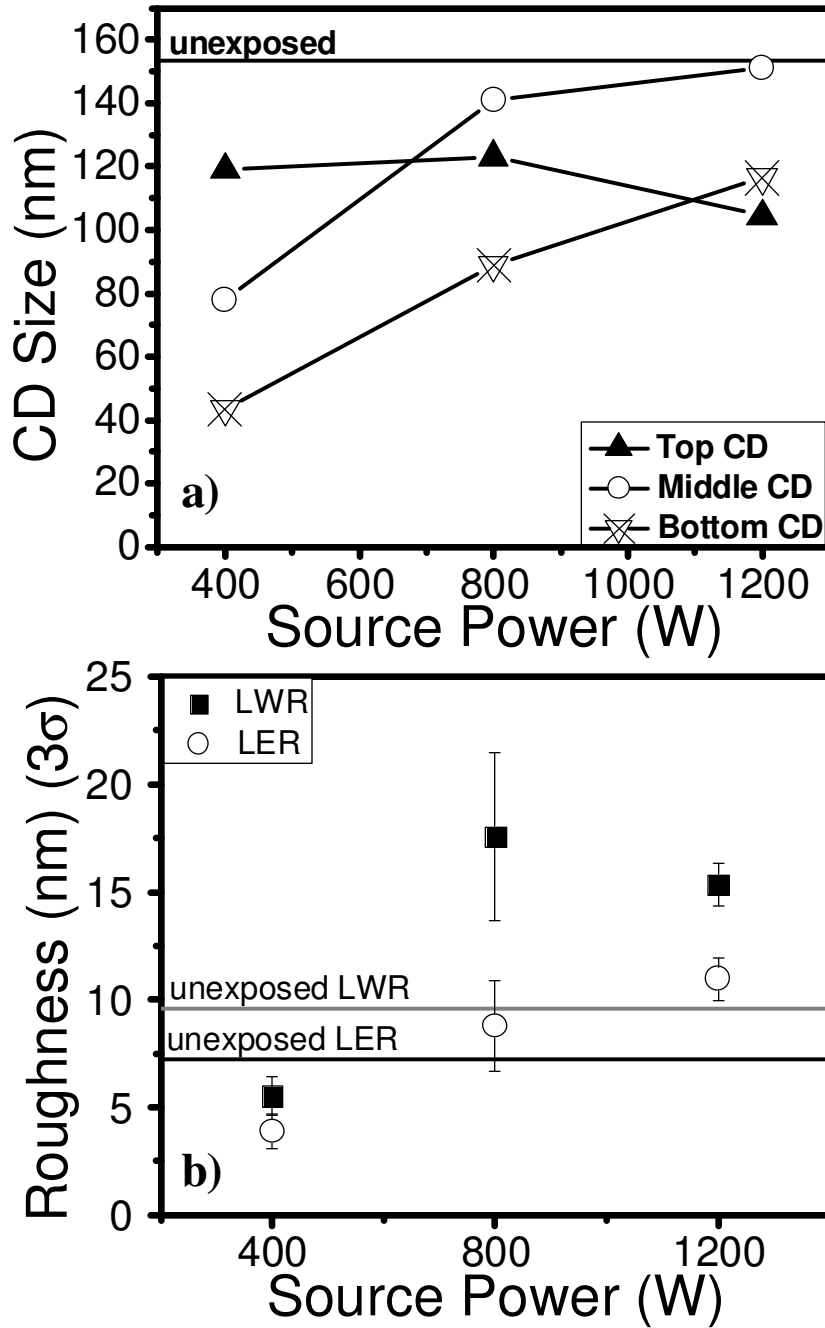 160
140
120
100
80
60
40
20
0
CD Size (nm)
unexposed
a)
Top CD
Middle CD
Bottom CD
400 600 800 1000 1200
Source Power (W)
25
20
15
10
5
0
Roughness (nm) (3σ)
LWR
LER
unexposed LWR
unexposed LER
b)
400 800 1200
Source Power (W)